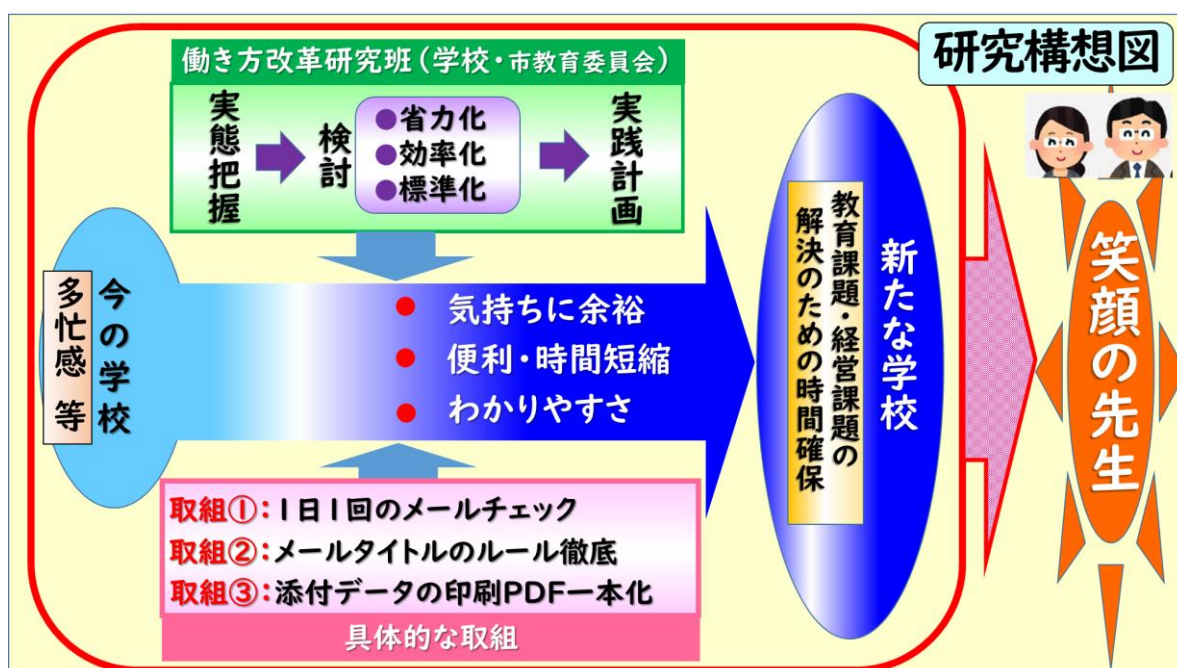 研究構想図
働き方改革研究班（学校・市教育委員会）
実態把握
検討
●省力化
●効率化
●標準化
実践計画
今の学校
多忙感 等
● 気持ちに余裕
● 便利・時間短縮
● わかりやすさ
新たな学校
教育課題・経営課題の
解決のための時間確保
笑顔の先生
取組①：１日１回のメールチェック
取組②：メールタイトルのルール徹底
取組③：添付データの印刷PDF一本化
具体的な取組